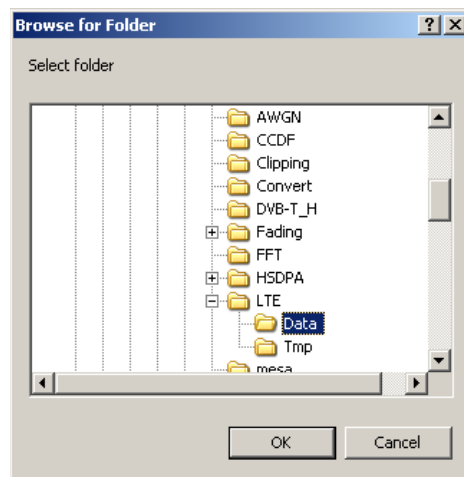 Browse for Folder
Select folder
AWGN
CCDF
Clipping
Convert
DVB-T_H
Fading
FFT
HSDPA
LTE
Data
Tmp
mesa
OK Cancel